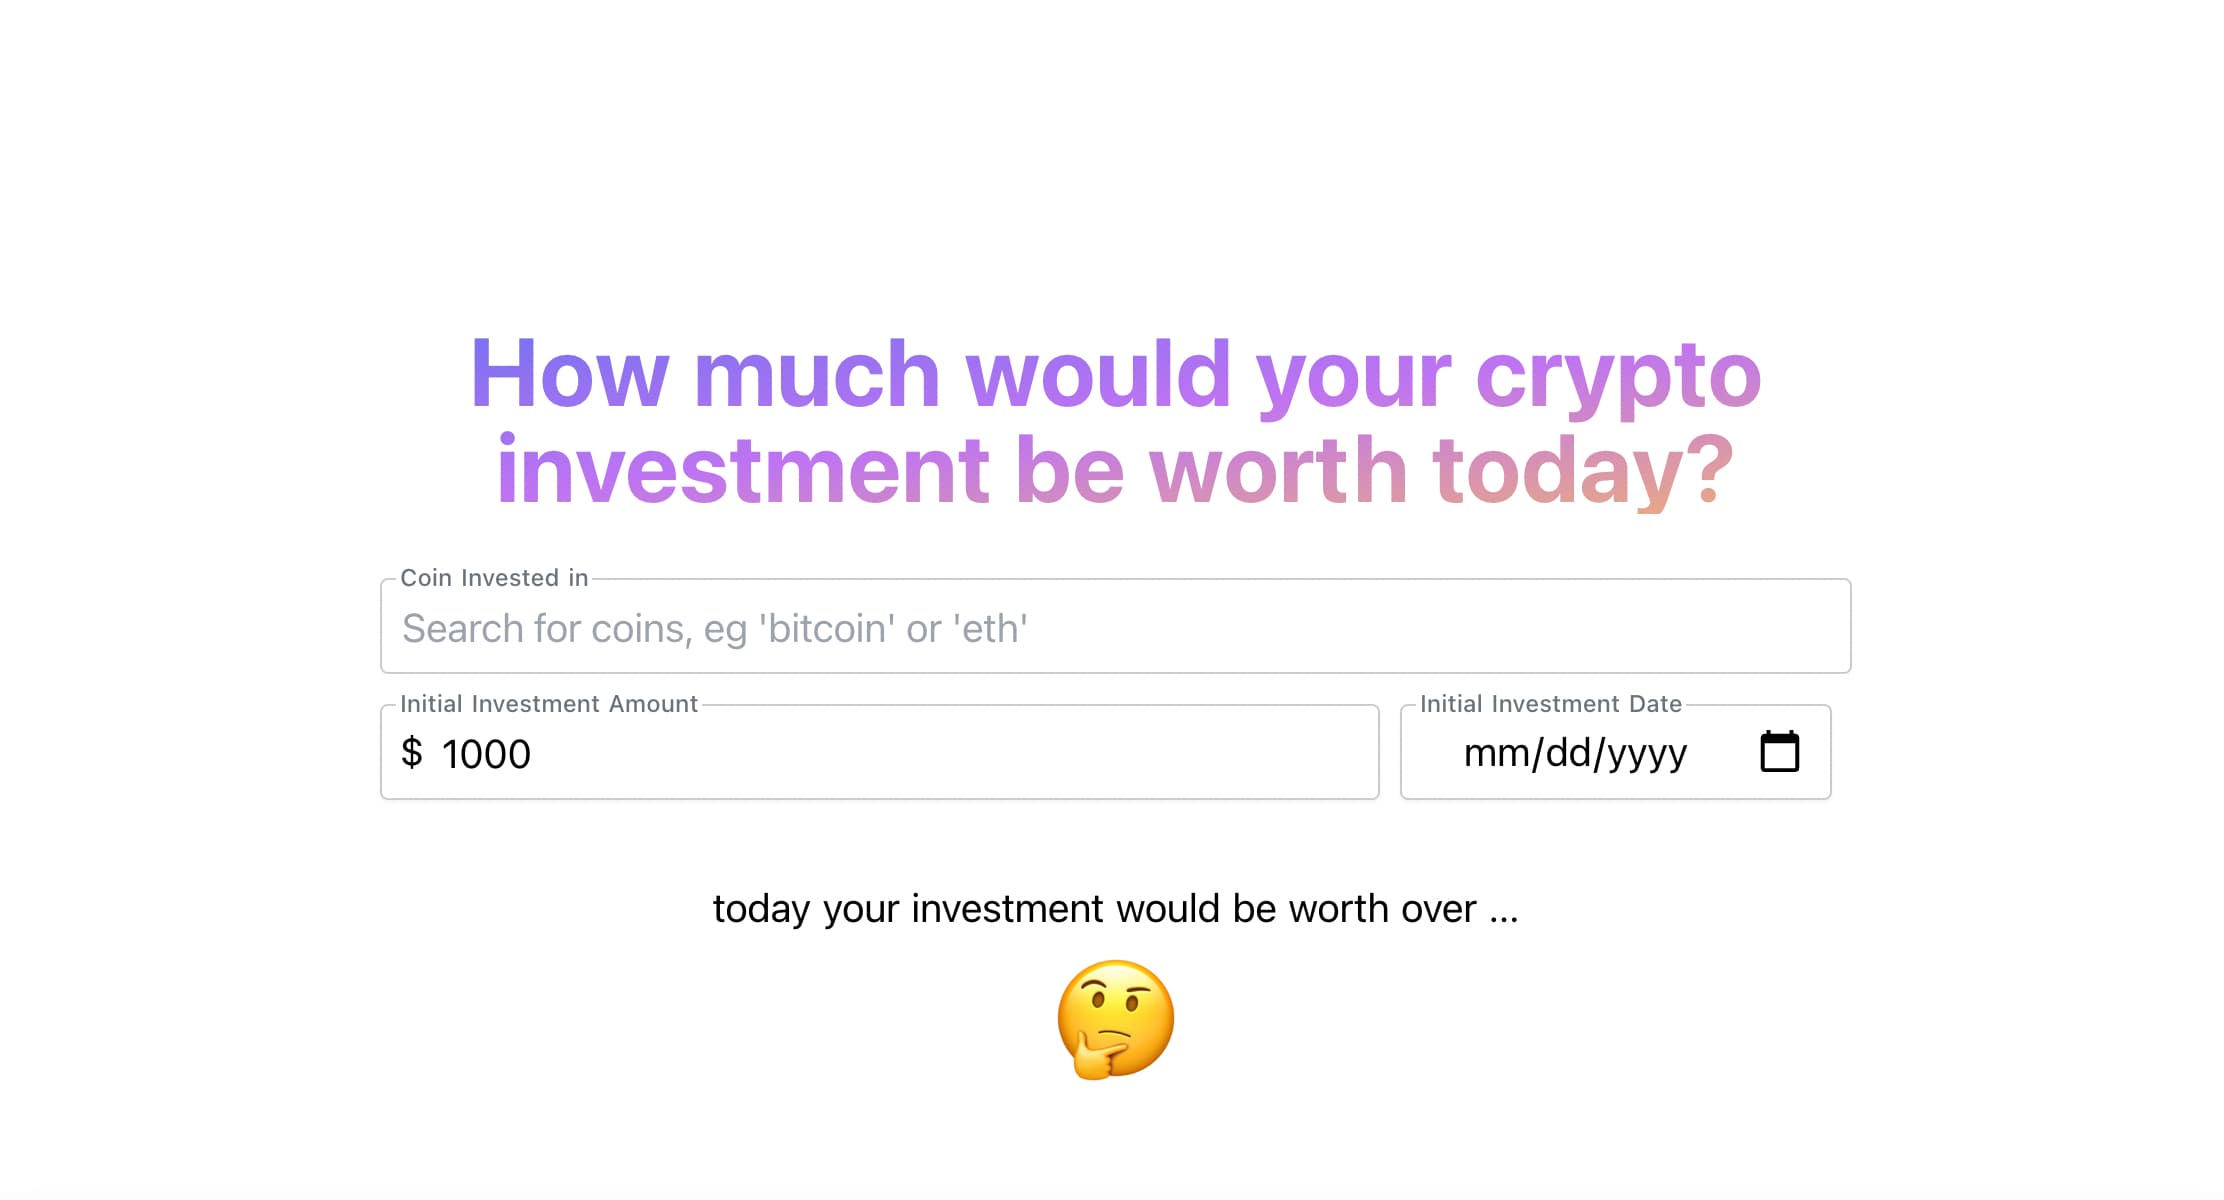 How much would your crypto
investment be worth today?
Coin Invested in
Search for coins, eg 'bitcoin' or 'eth'
Initial Investment Amount
$ 1000
Initial Investment Date
mm/dd/yyyy
today your investment would be worth over ...